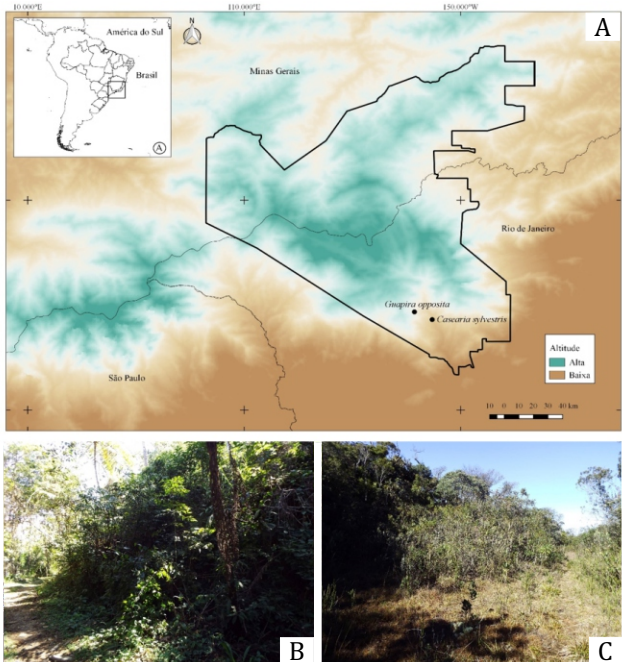 10.000°E
110.000°E
150.000°W
América do Sul
Brasil
A
N
A
Minas Gerais
Rio de Janeiro
Guapira opposita
Casearia sylvestris
São Paulo
Altitude
Alta
Baixa
10 0 10 20 30 40 km
B
C